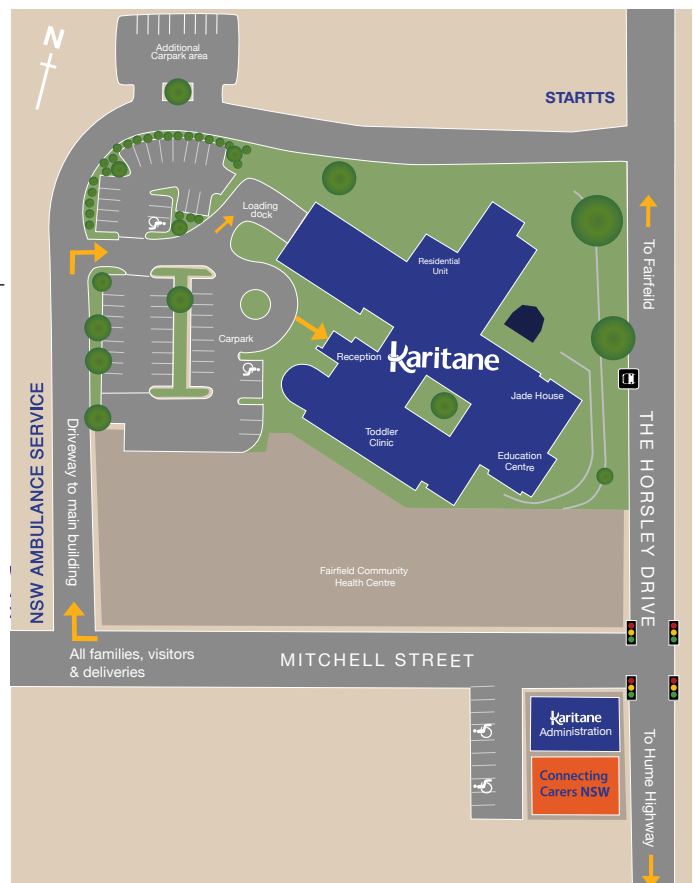 N
Additional
Carpark area
STARTTS
Loading
dock
Residential
Unit
To Fairfeild
Carpark
Reception
Karitane
Jade House
Toddler
Clinic
Education
Centre
NSW AMBULANCE SERVICE
Driveway to main building
THE HORSLEY DRIVE
Fairfield Community
Health Centre
All families, visitors
& deliveries
MITCHELL STREET
Karitane
Administration
Connecting
Carers NSW
To Hume Highway